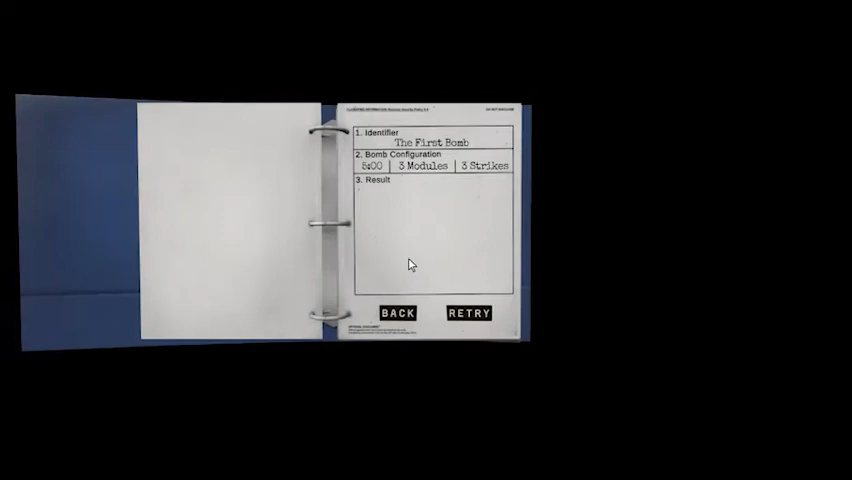 1. Identifier
The First Bomb
2. Bomb Configuration
5:00 3 Modules 3 Strikes
3. Result
BACK RETRY